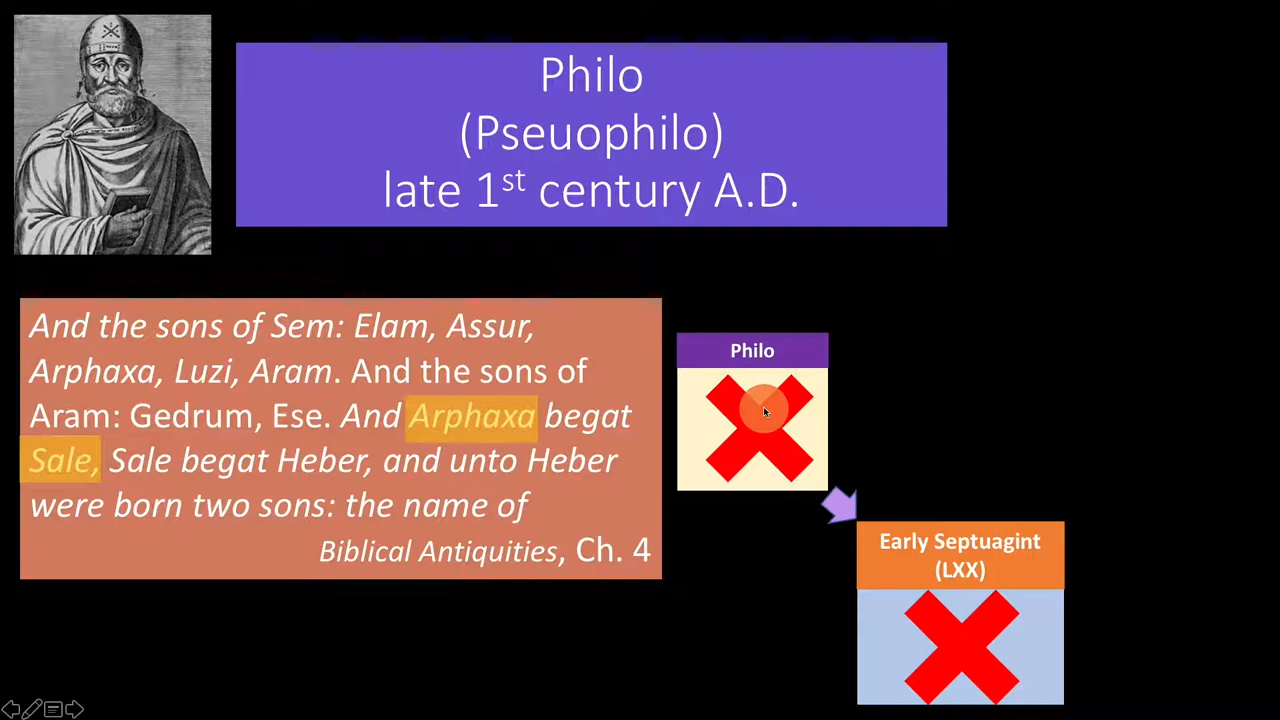 Philo
(Pseuophilo)
late 1st century A.D.
And the sons of Sem: Elam, Assur,
Arphaxa, Luzi, Aram. And the sons of
Aram: Gedrum, Ese. And Arphaxa begat
Sale, Sale begat Heber, and unto Heber
were born two sons: the name of
Biblical Antiquities, Ch. 4
Philo
Early Septuagint
(LXX)